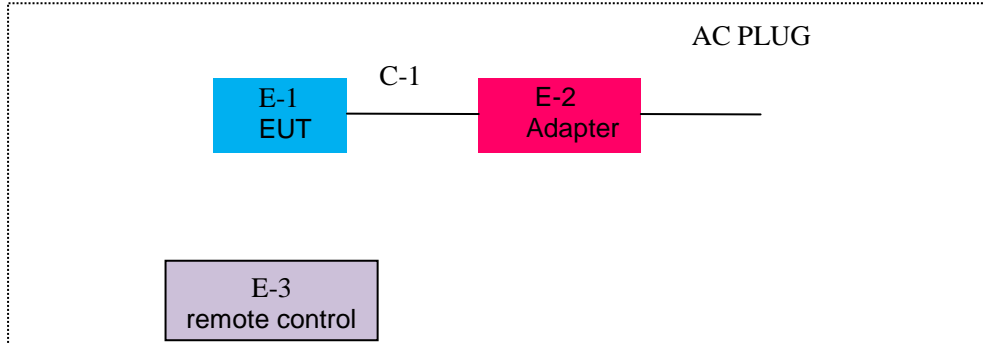 AC PLUG
C-1
E-1
EUT
E-2
Adapter
E-3
remote control